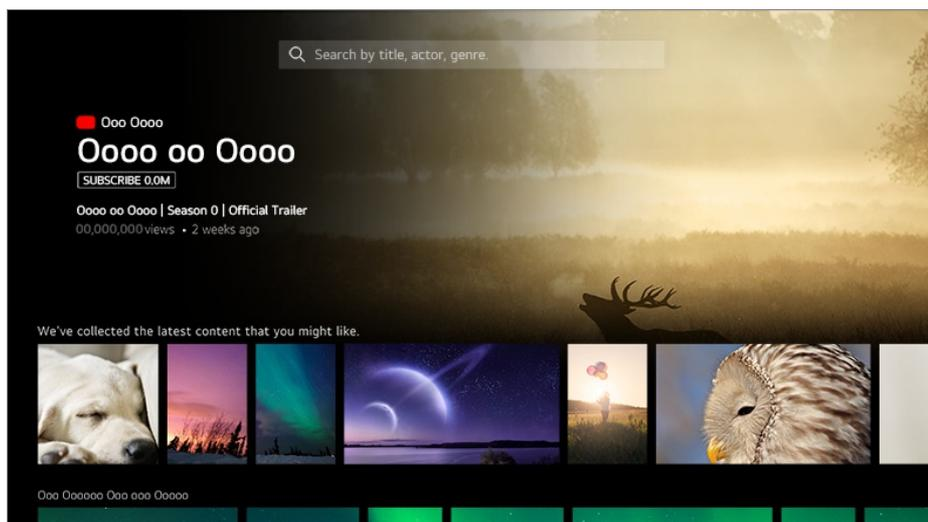 Search by title, actor, genre.
Ooo Oooo
Oooo oo Oooo
SUBSCRIBE 0.0M
Oooo oo Oooo | Season 0 | Official Trailer
00,000,000 views • 2 weeks ago
We've collected the latest content that you might like.
Ooo Oooooo Ooo ooo Ooooo